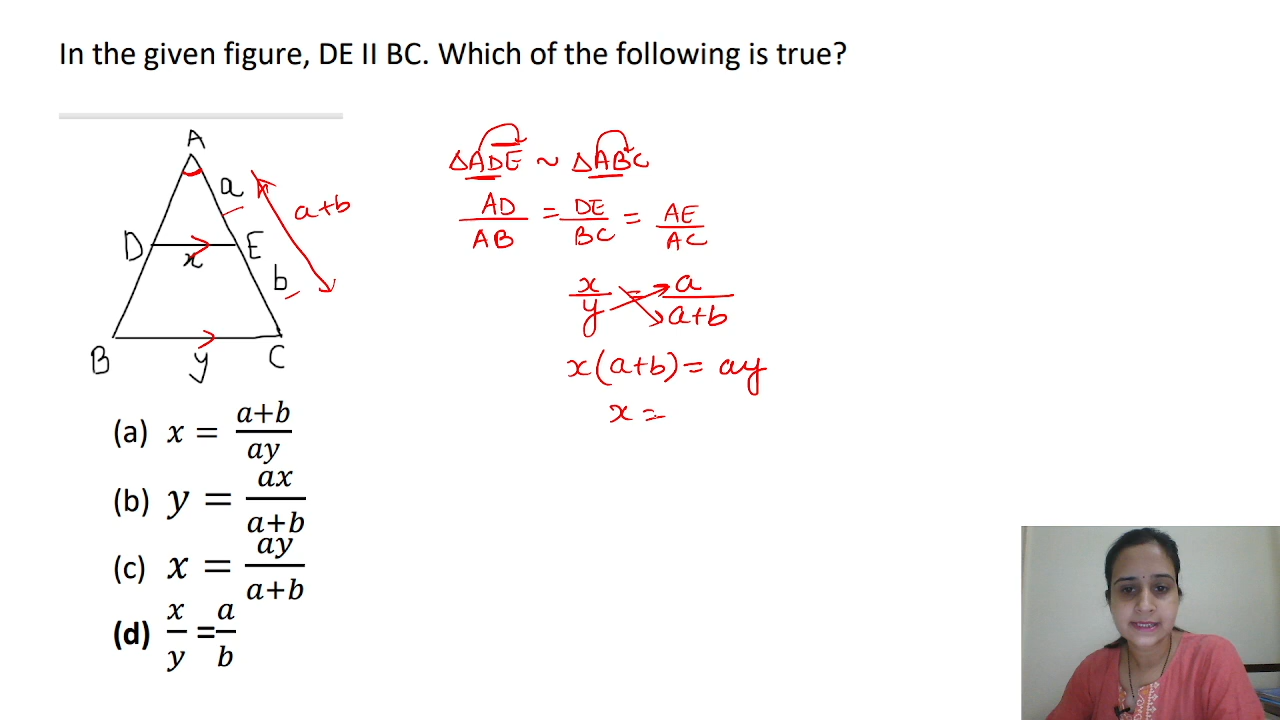 In the given figure, DE II BC. Which of the following is true?
A
a
a+b
D
x
E
b
B
y
C
ΔADE ~ ΔABC
AD/AB = DE/BC = AE/AC
x/y = a/a+b
x(a+b) = ay
x =
(a) x = a+b/ay
(b) y = ax/a+b
(c) x = ay/a+b
(d) x/y = a/b